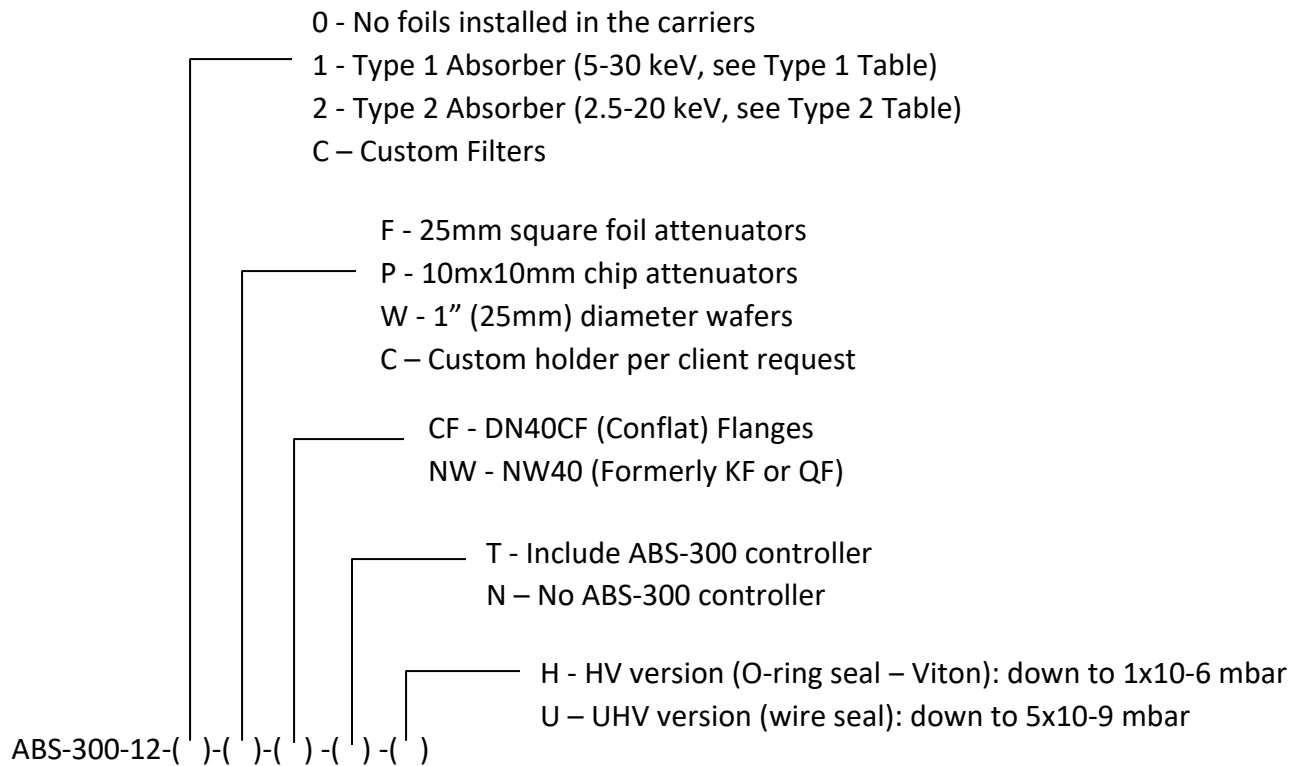 0 - No foils installed in the carriers
1 - Type 1 Absorber (5-30 keV, see Type 1 Table)
2 - Type 2 Absorber (2.5-20 keV, see Type 2 Table)
C – Custom Filters
F - 25mm square foil attenuators
P - 10mx10mm chip attenuators
W - 1” (25mm) diameter wafers
C – Custom holder per client request
CF - DN40CF (Conflat) Flanges
NW - NW40 (Formerly KF or QF)
T - Include ABS-300 controller
N – No ABS-300 controller
H - HV version (O-ring seal – Viton): down to 1x10-6 mbar
U – UHV version (wire seal): down to 5x10-9 mbar
ABS-300-12-( )-( )-( ) -( ) -( )